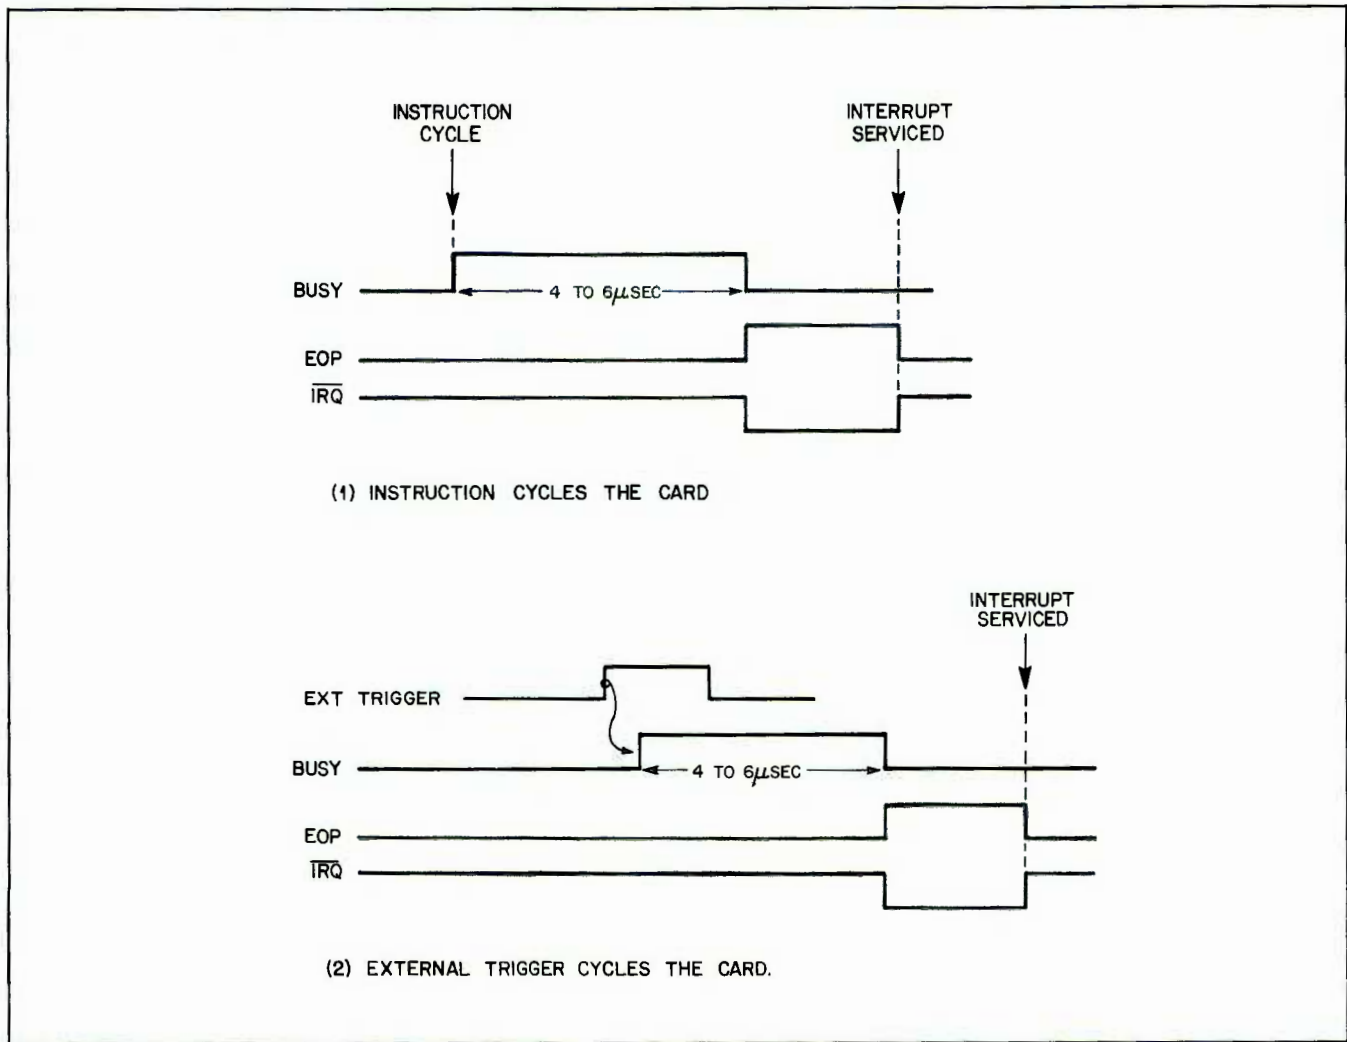 INSTRUCTION
CYCLE
INTERRUPT
SERVICED
BUSY
4 TO 6μSEC
EOP
IRQ
(1) INSTRUCTION CYCLES THE CARD
INTERRUPT
SERVICED
EXT TRIGGER
BUSY
4 TO 6μSEC
EOP
IRQ
(2) EXTERNAL TRIGGER CYCLES THE CARD.